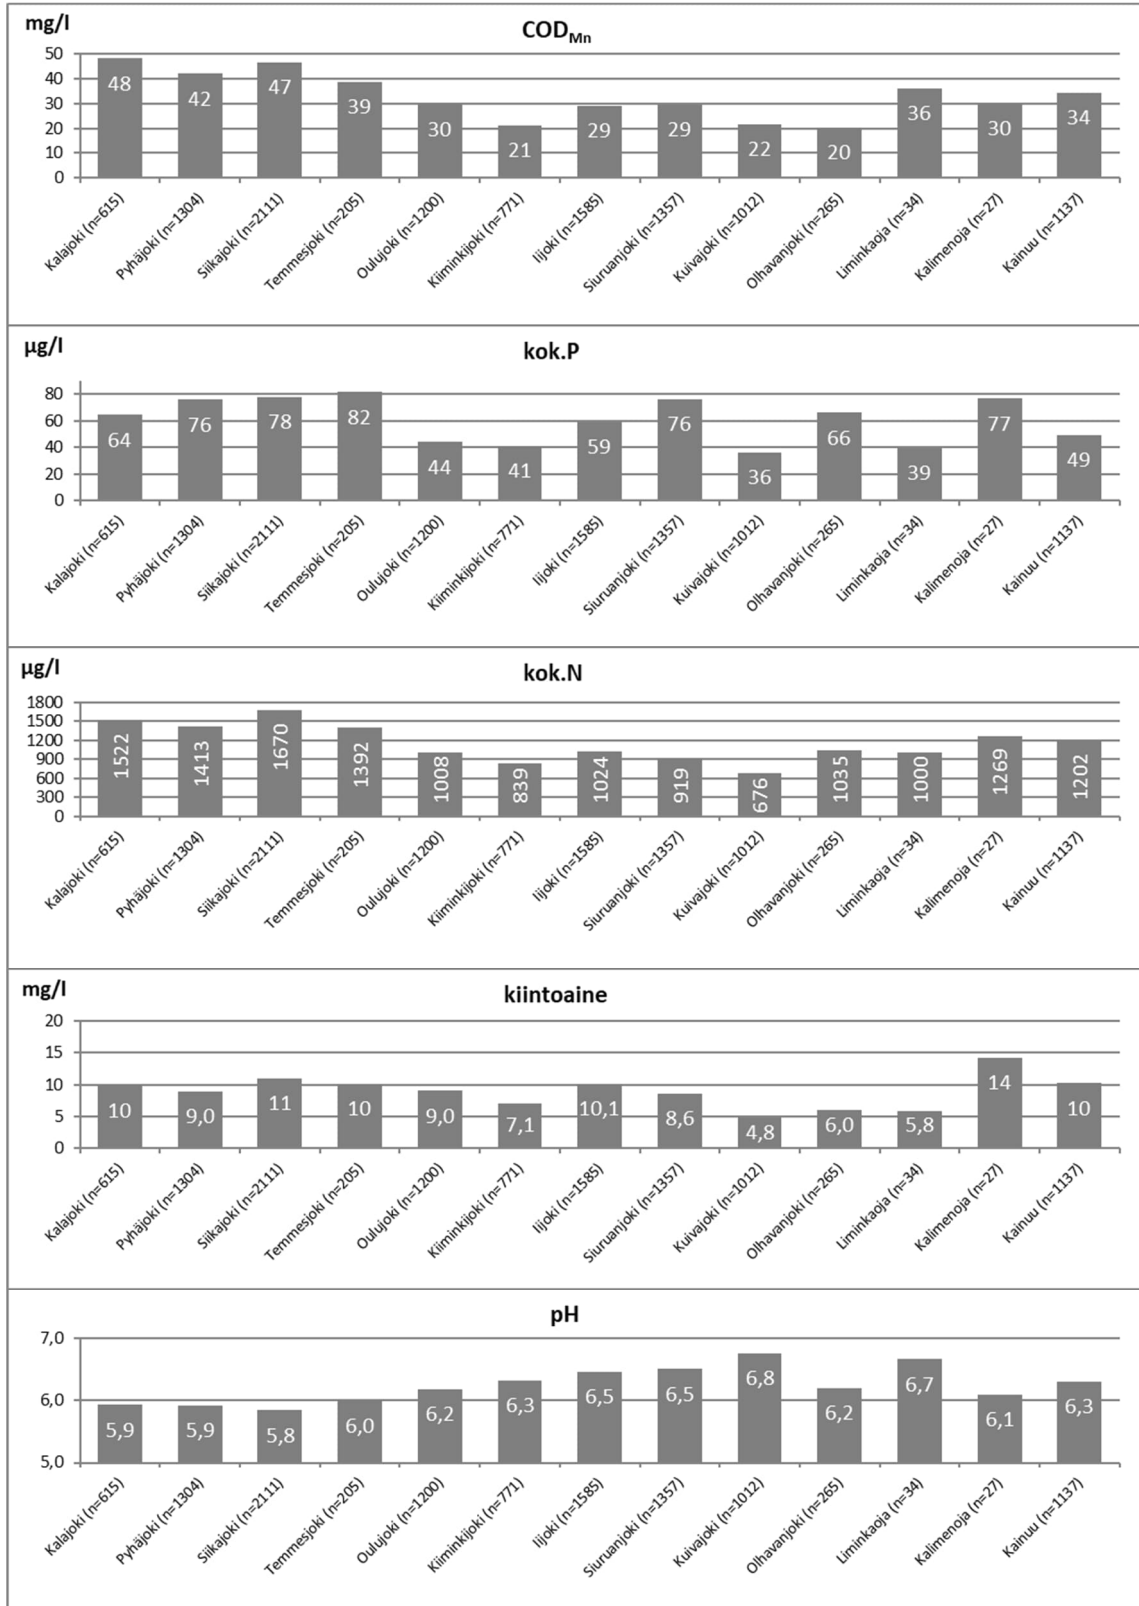 mg/l
COD_Mn
50
40
30
20
10
0
48
42
47
39
30
21
29
29
22
20
36
30
34
Kalajoki (n=615)
Pyhäjoki (n=1304)
Siikajoki (n=2111)
Temmesjoki (n=205)
Oulujoki (n=1200)
Kiiminkijoki (n=771)
Iijoki (n=1585)
Siuruanjoki (n=1357)
Kuivajoki (n=1012)
Olhavanjoki (n=265)
Liminkaoja (n=34)
Kalimenoja (n=27)
Kainuu (n=1137)
µg/l
kok.P
80
60
40
20
0
64
76
78
82
44
41
59
76
36
66
39
77
49
Kalajoki (n=615)
Pyhäjoki (n=1304)
Siikajoki (n=2111)
Temmesjoki (n=205)
Oulujoki (n=1200)
Kiiminkijoki (n=771)
Iijoki (n=1585)
Siuruanjoki (n=1357)
Kuivajoki (n=1012)
Olhavanjoki (n=265)
Liminkaoja (n=34)
Kalimenoja (n=27)
Kainuu (n=1137)
µg/l
kok.N
1800
1500
1200
900
600
300
0
1522
1413
1670
1392
1008
839
1024
919
676
1035
1000
1269
1202
Kalajoki (n=615)
Pyhäjoki (n=1304)
Siikajoki (n=2111)
Temmesjoki (n=205)
Oulujoki (n=1200)
Kiiminkijoki (n=771)
Iijoki (n=1585)
Siuruanjoki (n=1357)
Kuivajoki (n=1012)
Olhavanjoki (n=265)
Liminkaoja (n=34)
Kalimenoja (n=27)
Kainuu (n=1137)
mg/l
kiintoaine
20
15
10
5
0
10
9,0
11
10
9,0
7,1
10,1
8,6
4,8
6,0
5,8
14
10
Kalajoki (n=615)
Pyhäjoki (n=1304)
Siikajoki (n=2111)
Temmesjoki (n=205)
Oulujoki (n=1200)
Kiiminkijoki (n=771)
Iijoki (n=1585)
Siuruanjoki (n=1357)
Kuivajoki (n=1012)
Olhavanjoki (n=265)
Liminkaoja (n=34)
Kalimenoja (n=27)
Kainuu (n=1137)
pH
7,0
6,0
5,0
5,9
5,9
5,8
6,0
6,2
6,3
6,5
6,5
6,8
6,2
6,7
6,1
6,3
Kalajoki (n=615)
Pyhäjoki (n=1304)
Siikajoki (n=2111)
Temmesjoki (n=205)
Oulujoki (n=1200)
Kiiminkijoki (n=771)
Iijoki (n=1585)
Siuruanjoki (n=1357)
Kuivajoki (n=1012)
Olhavanjoki (n=265)
Liminkaoja (n=34)
Kalimenoja (n=27)
Kainuu (n=1137)